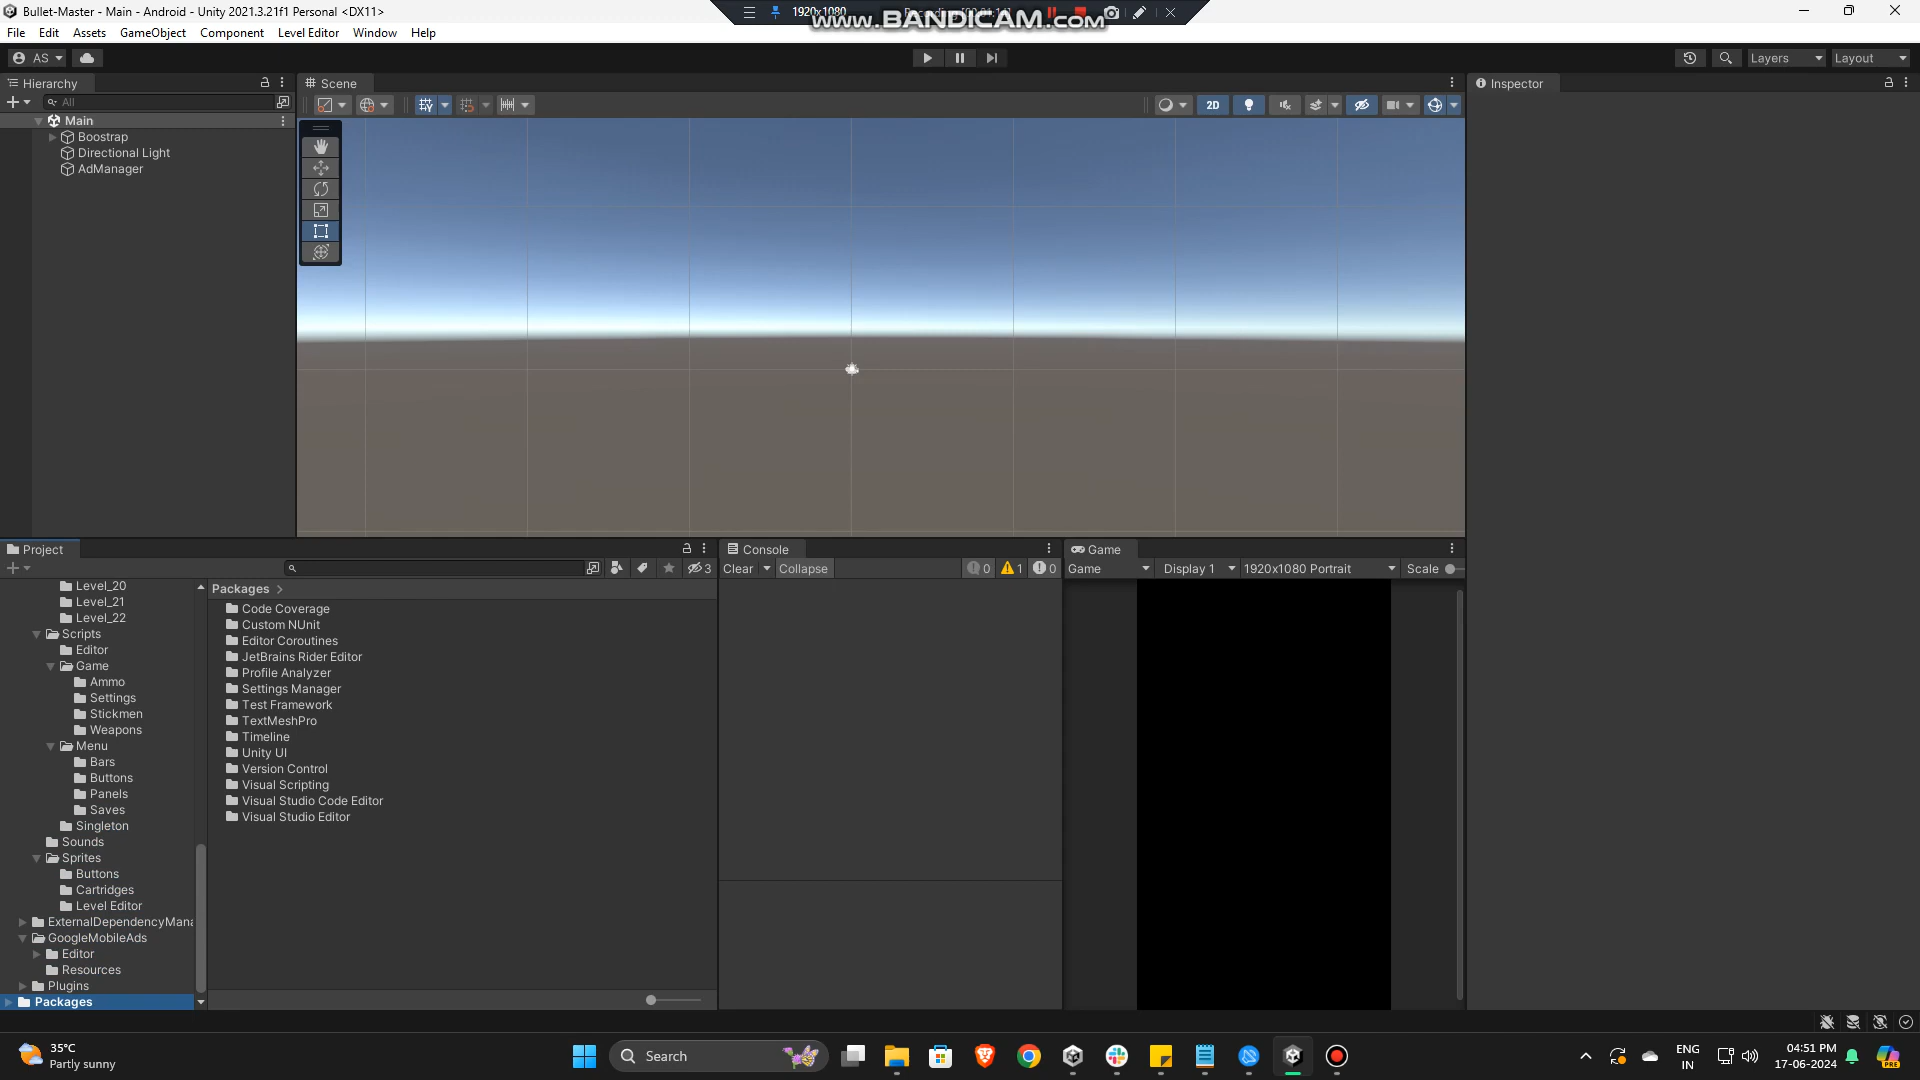 Bullet-Master - Main - Android - Unity 2021.3.21f1 Personal <DX11>
1920x1080
www.BANDICAM.com
File Edit Assets GameObject Component Level Editor Window Help
AS
Layers
Layout
Hierarchy
All
Main
Boostrap
Directional Light
AdManager
Scene
2D
Inspector
Project
3
Level_20
Level_21
Level_22
Scripts
Editor
Game
Ammo
Settings
Stickmen
Weapons
Menu
Bars
Buttons
Panels
Saves
Singleton
Sounds
Sprites
Buttons
Cartridges
Level Editor
ExternalDependencyMana
GoogleMobileAds
Editor
Resources
Plugins
Packages
Packages >
Code Coverage
Custom NUnit
Editor Coroutines
JetBrains Rider Editor
Profile Analyzer
Settings Manager
Test Framework
TextMeshPro
Timeline
Unity UI
Version Control
Visual Scripting
Visual Studio Code Editor
Visual Studio Editor
Console
Clear Collapse 0 1 0
Game
Game Display 1 1920x1080 Portrait Scale
35°C
Partly sunny
Search
PRE
ENG
IN
04:51 PM
17-06-2024